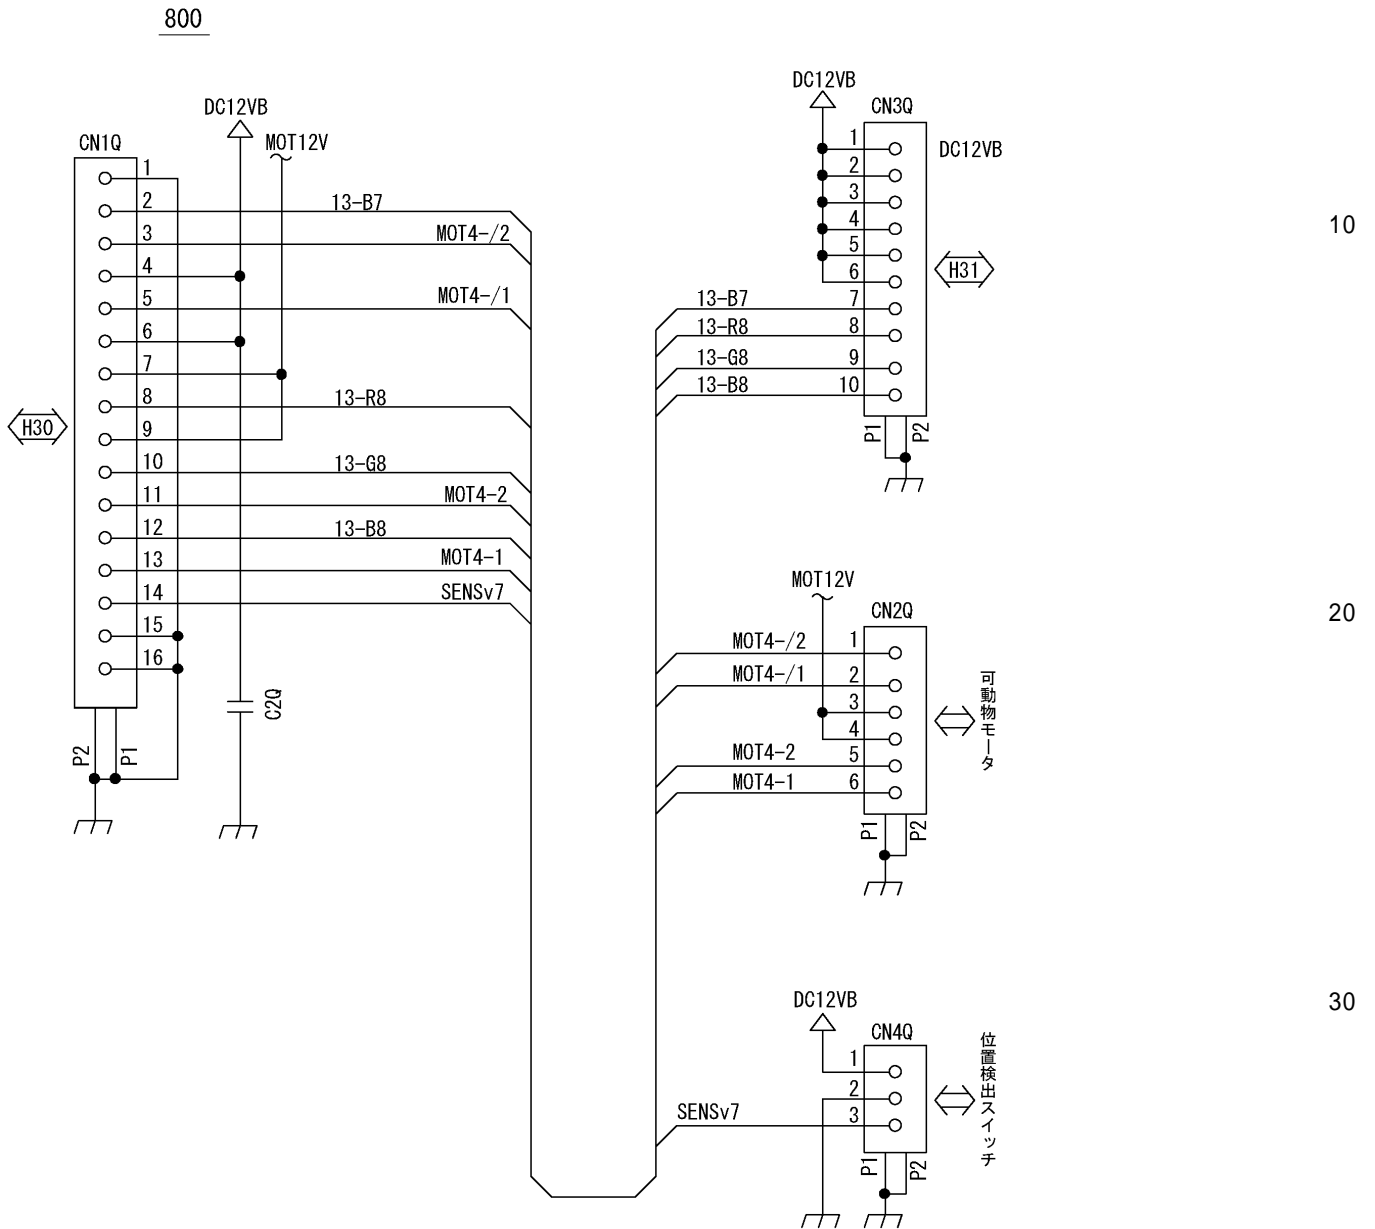 800
DC12VB
CN1Q
MOT12V
1
2
13-B7
3
MOT4-/2
4
5
MOT4-/1
6
7
8
13-R8
9
H30
10
13-G8
11
MOT4-2
12
13-B8
13
MOT4-1
14
SENSv7
15
16
C2Q
P2
P1
DC12VB
CN3Q
1
DC12VB
2
3
4
5
6
H31
13-B7
7
13-R8
8
13-G8
9
13-B8
10
P1
P2
MOT12V
CN2Q
MOT4-/2
1
MOT4-/1
2
3
4
MOT4-2
5
MOT4-1
6
可動物モータ
P1
P2
DC12VB
CN4Q
1
2
SENSv7
3
位置検出スイッチ
P1
P2
10
20
30